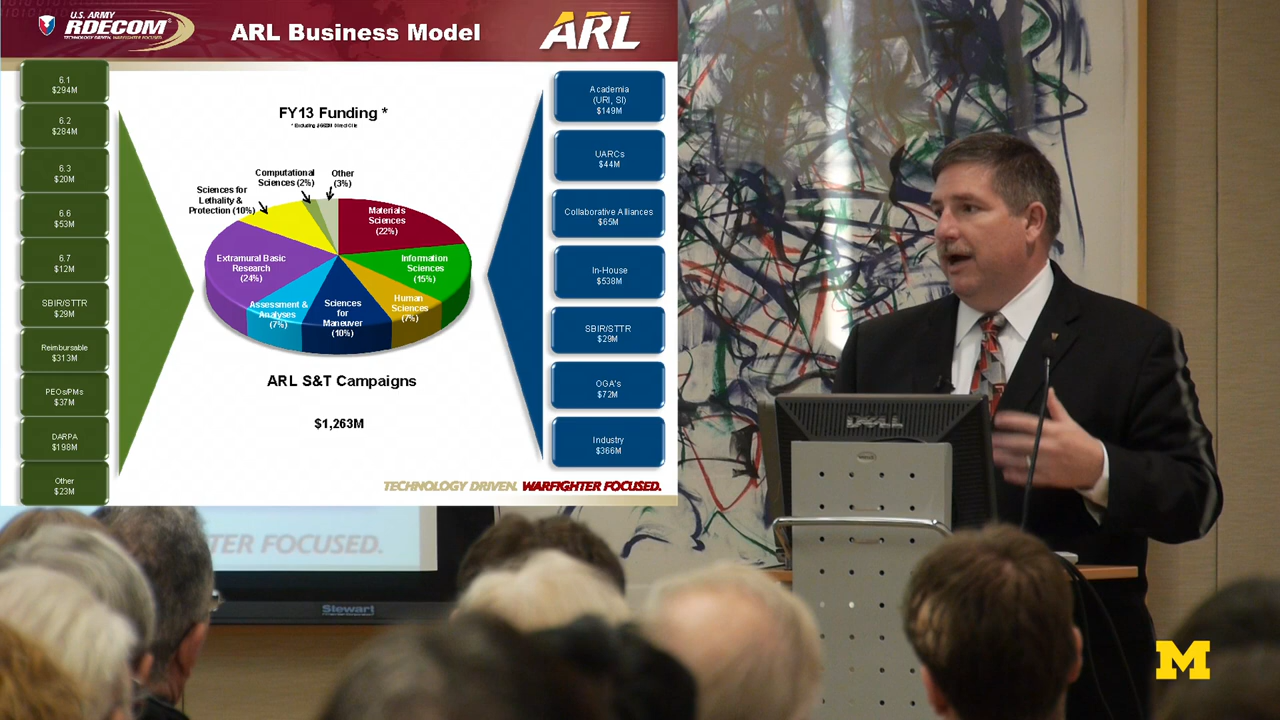 U.S. ARMY
RDECOM
TECHNOLOGY DRIVEN. WARFIGHTER FOCUSED.
ARL Business Model
ARL
6.1
$294M
6.2
$284M
6.3
$20M
6.6
$53M
6.7
$12M
SBIR/STTR
$29M
Reimbursable
$313M
PEOs/PMs
$37M
DARPA
$198M
Other
$23M
FY13 Funding *
Computational
Sciences (2%)
Other
(3%)
Sciences for
Lethality &
Protection (10%)
Materials
Sciences
(22%)
Extramural Basic
Research
(24%)
Information
Sciences
(15%)
Assessment &
Analyses
(7%)
Sciences
for
Maneuver
(10%)
Human
Sciences
(7%)
ARL S&T Campaigns
$1,263M
Academia
(URI, SI)
$149M
UARCs
$44M
Collaborative Alliances
$65M
In-House
$538M
SBIR/STTR
$29M
OGA's
$72M
Industry
$366M
TECHNOLOGY DRIVEN. WARFIGHTER FOCUSED.
TER FOCUSED.
Stewart
DELL
M